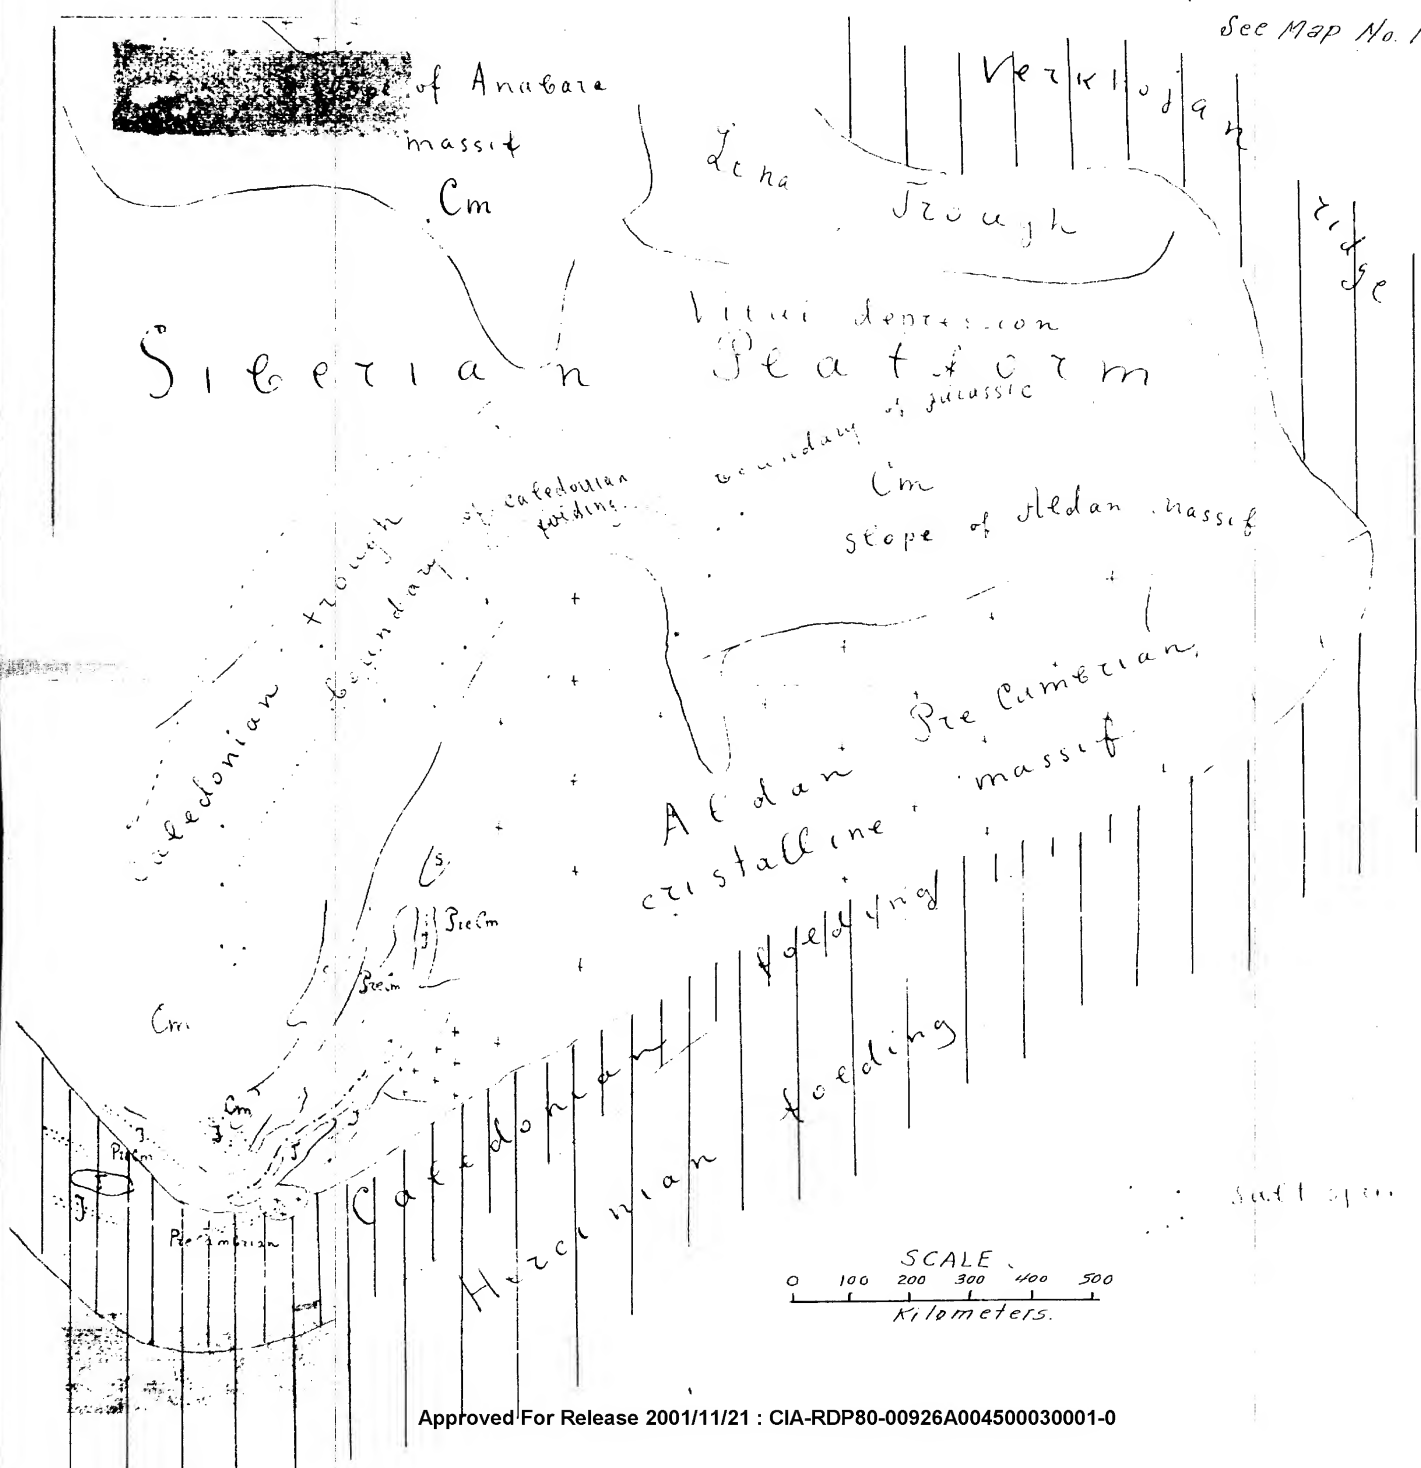 See Map No. 1
slope of Anabara
massif
Cm
Verkhojan
ridge
Lena
Trough
Vilui depression
Siberian Platform
boundary of jurassic
Cm
slope of Aldan massif
Caledonian trough
boundary of caledonian
folding
Aldan Pre Cambrian
cristalline massif
S
J
PreCm
PreCm
Cm
Cm
J
J
J
J
PreCm
J
J
Precambrian
Caledonian folding
Hercinian folding
Salt
SCALE
0 100 200 300 400 500
Kilometers.
Approved For Release 2001/11/21 : CIA-RDP80-00926A004500030001-0